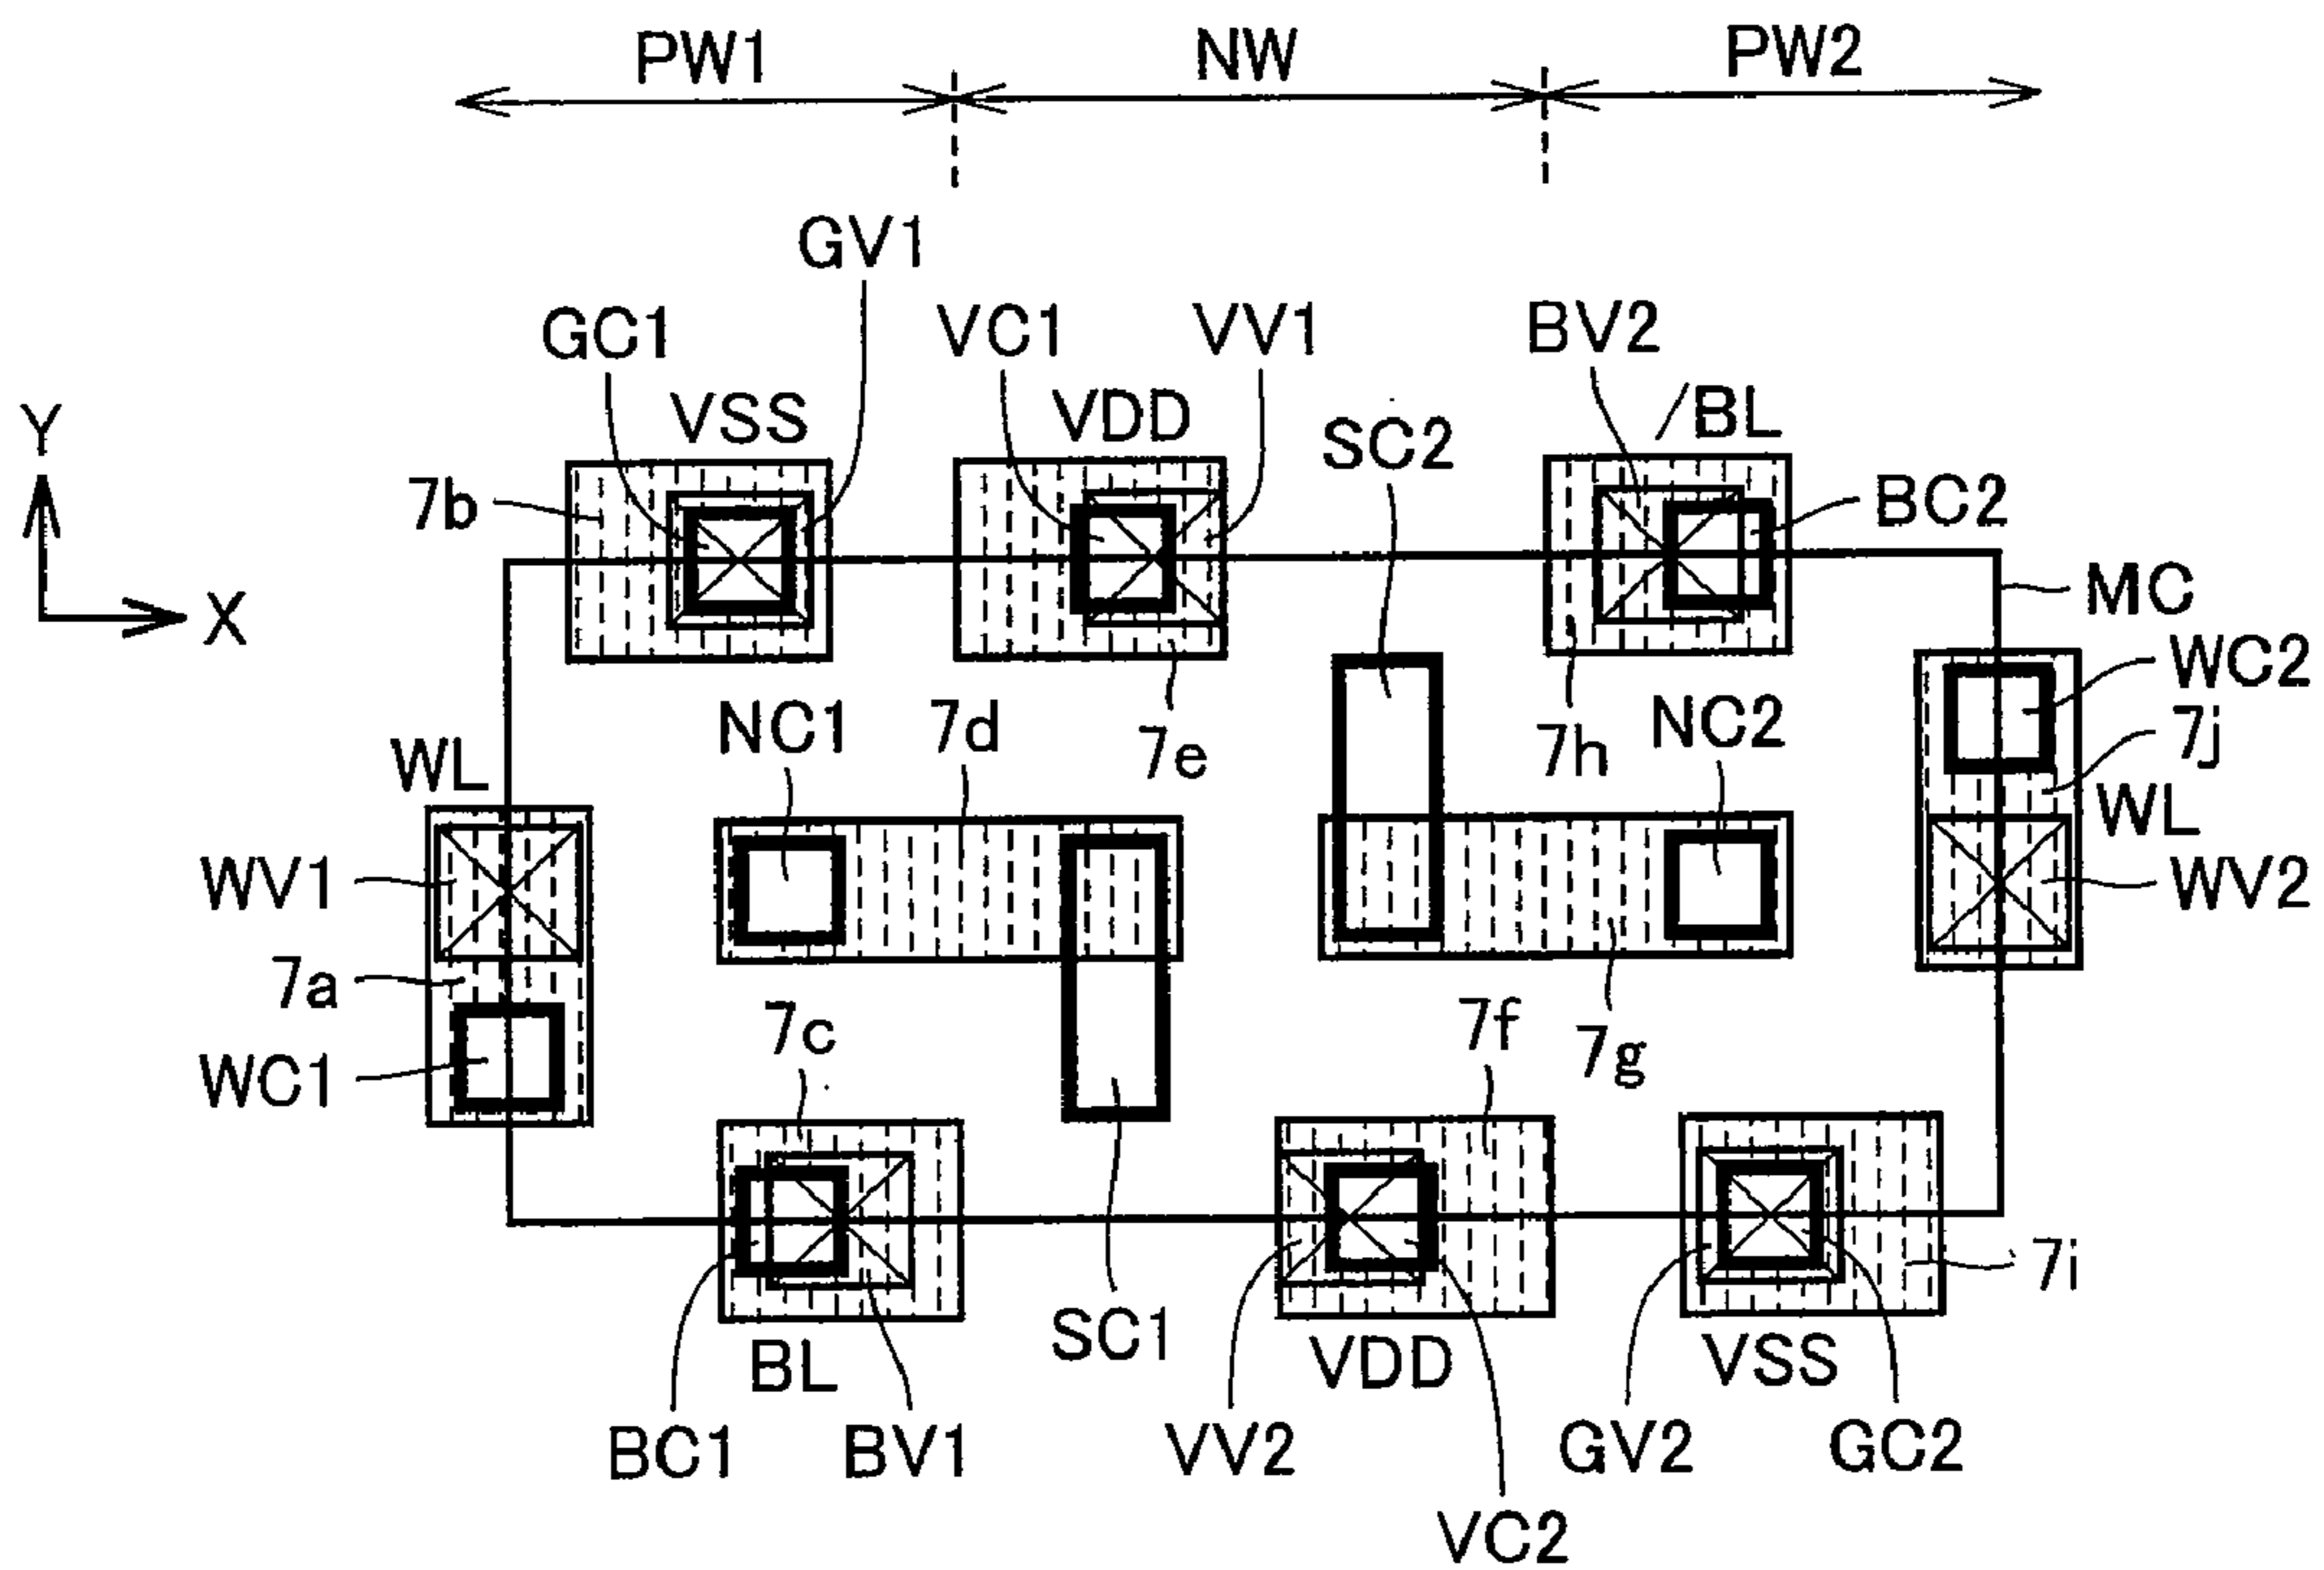 PW1 NW PW2
GV1
GC1 VC1 VV1 BV2
VSS VDD SC2 /BL
Y
7b BC2
X MC
WC2
NC1 7d 7e 7h NC2 7j
WL
WL
WV1 WV2
7a 7c 7f 7g
WC1
7i
BL SC1 VDD VSS
BC1 BV1 VV2 GV2 GC2
VC2